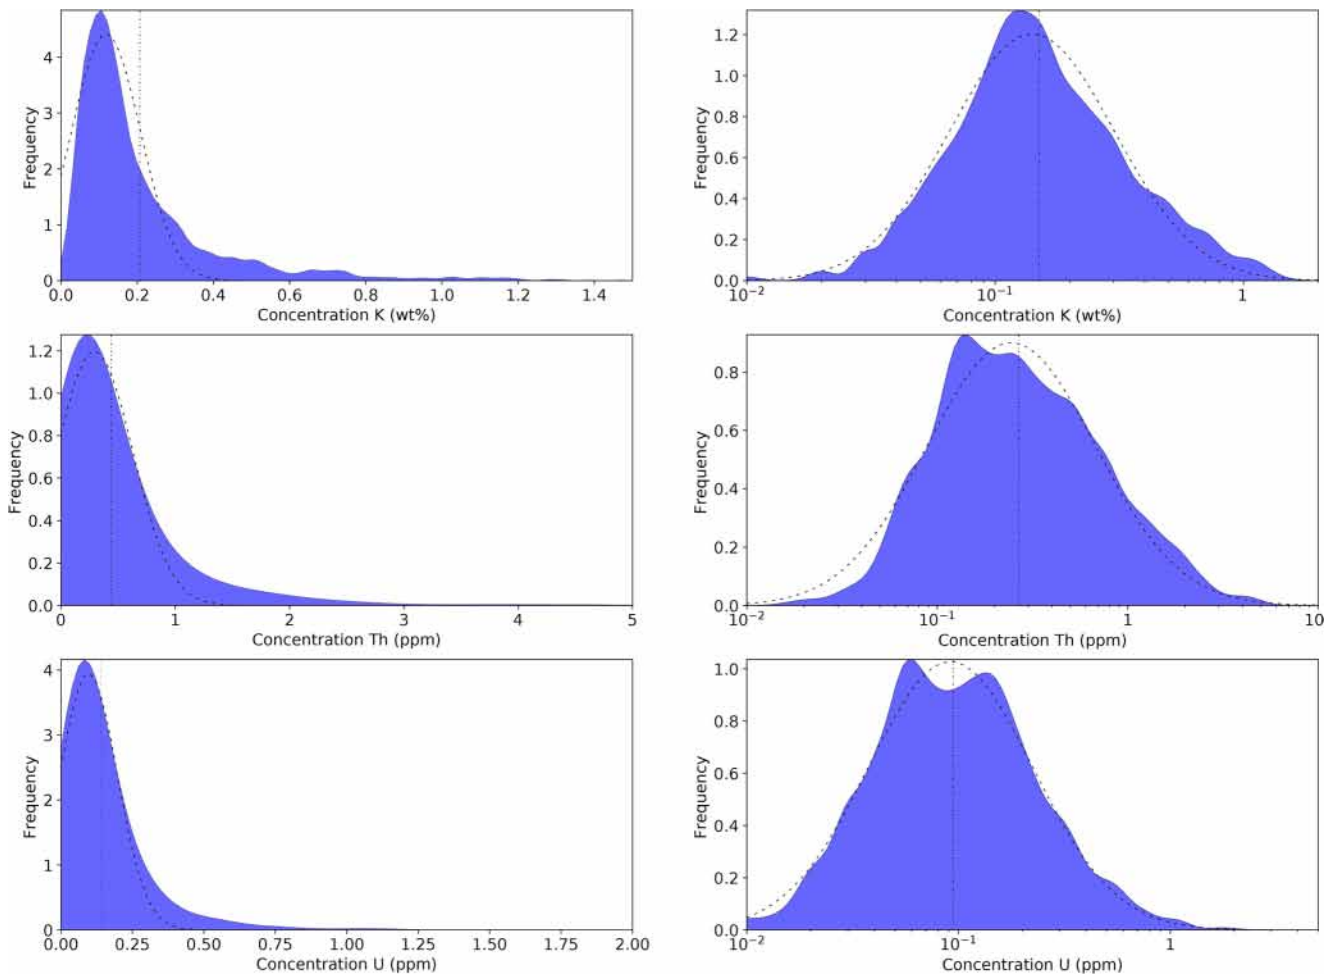 4
3
2
1
0
Frequency
0.0 0.2 0.4 0.6 0.8 1.0 1.2 1.4
Concentration K (wt%)
1.2
1.0
0.8
0.6
0.4
0.2
0.0
Frequency
10⁻² 10⁻¹ 1
Concentration K (wt%)
1.2
1.0
0.8
0.6
0.4
0.2
0.0
Frequency
0 1 2 3 4 5
Concentration Th (ppm)
0.8
0.6
0.4
0.2
0.0
Frequency
10⁻² 10⁻¹ 1 10
Concentration Th (ppm)
4
3
2
1
0
Frequency
0.00 0.25 0.50 0.75 1.00 1.25 1.50 1.75 2.00
Concentration U (ppm)
1.0
0.8
0.6
0.4
0.2
0.0
Frequency
10⁻² 10⁻¹ 1
Concentration U (ppm)